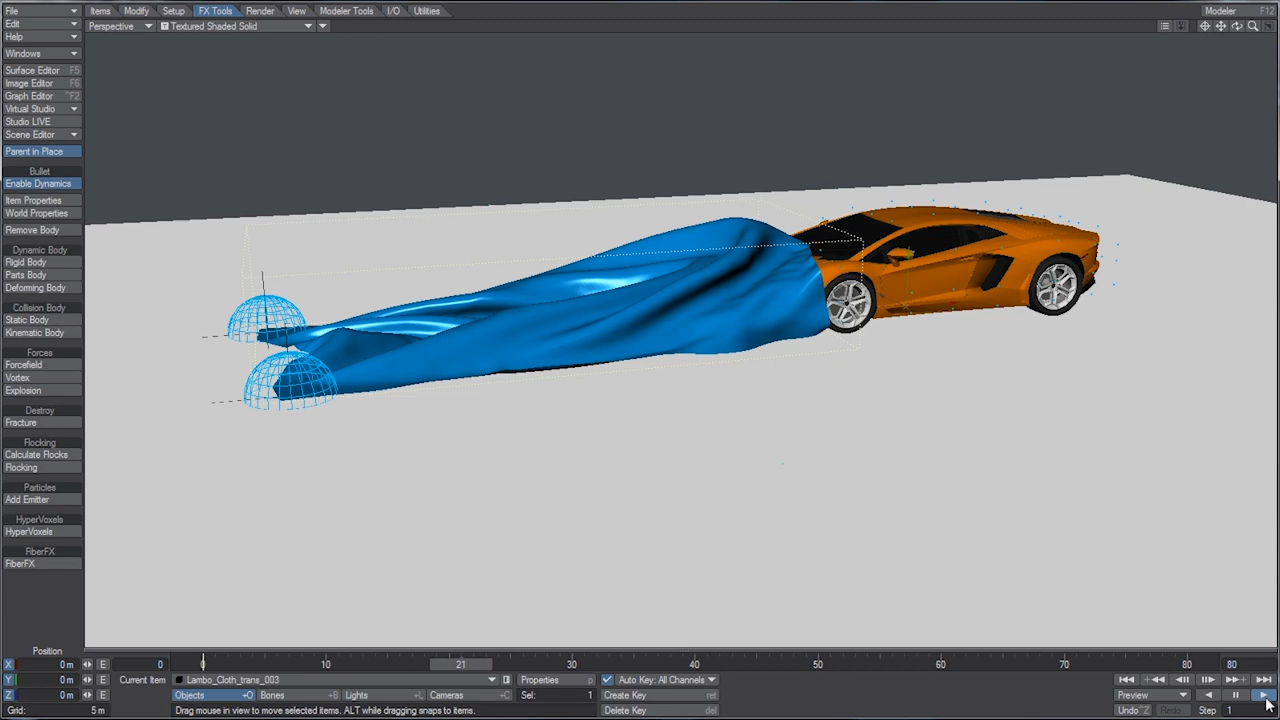 File Items Modify Setup FX Tools Render View Modeler Tools I/O Utilities Modeler F12
Edit Perspective Textured Shaded Solid
Help
Windows
Surface Editor F5
Image Editor F6
Graph Editor ^F2
Virtual Studio
Studio LIVE
Scene Editor
Parent in Place
Bullet
Enable Dynamics
Item Properties
World Properties
Remove Body
Dynamic Body
Rigid Body
Parts Body
Deforming Body
Collision Body
Static Body
Kinematic Body
Forces
Forcefield
Vortex
Explosion
Destroy
Fracture
Flocking
Calculate Flocks
Flocking
Particles
Add Emitter
HyperVoxels
HyperVoxels
FiberFX
FiberFX
Position
X 0 m E 0 0 10 21 30 40 50 60 70 80 80
Y 0 m E Current Item Lambo_Cloth_trans_003 Properties p Auto Key: All Channels
Z 0 m E Objects +O Bones +B Lights +L Cameras +C Sel: 1 Create Key ret Preview
Grid: 5 m Drag mouse in view to move selected items. ALT while dragging snaps to items. Delete Key del Undo ^Z Redo Step 1